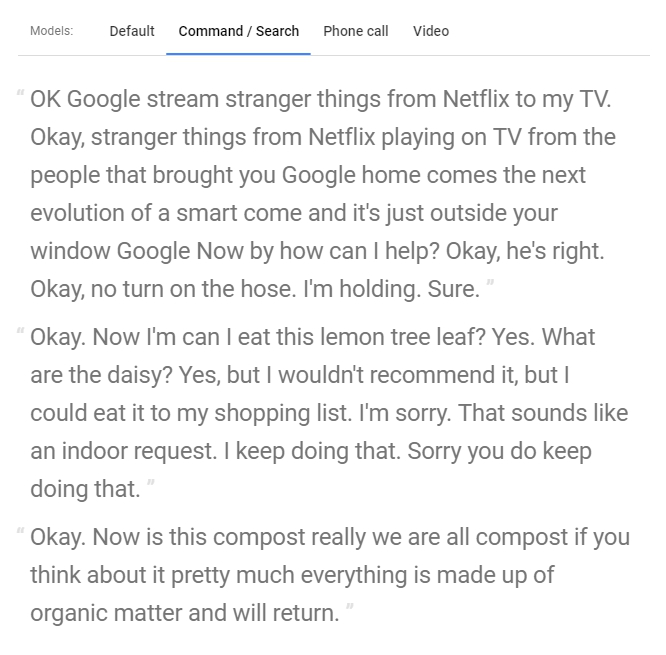 Models: Default Command / Search Phone call Video
“ OK Google stream stranger things from Netflix to my TV.
Okay, stranger things from Netflix playing on TV from the
people that brought you Google home comes the next
evolution of a smart come and it's just outside your
window Google Now by how can I help? Okay, he's right.
Okay, no turn on the hose. I'm holding. Sure. ”
“ Okay. Now I'm can I eat this lemon tree leaf? Yes. What
are the daisy? Yes, but I wouldn't recommend it, but I
could eat it to my shopping list. I'm sorry. That sounds like
an indoor request. I keep doing that. Sorry you do keep
doing that. ”
“ Okay. Now is this compost really we are all compost if you
think about it pretty much everything is made up of
organic matter and will return. ”